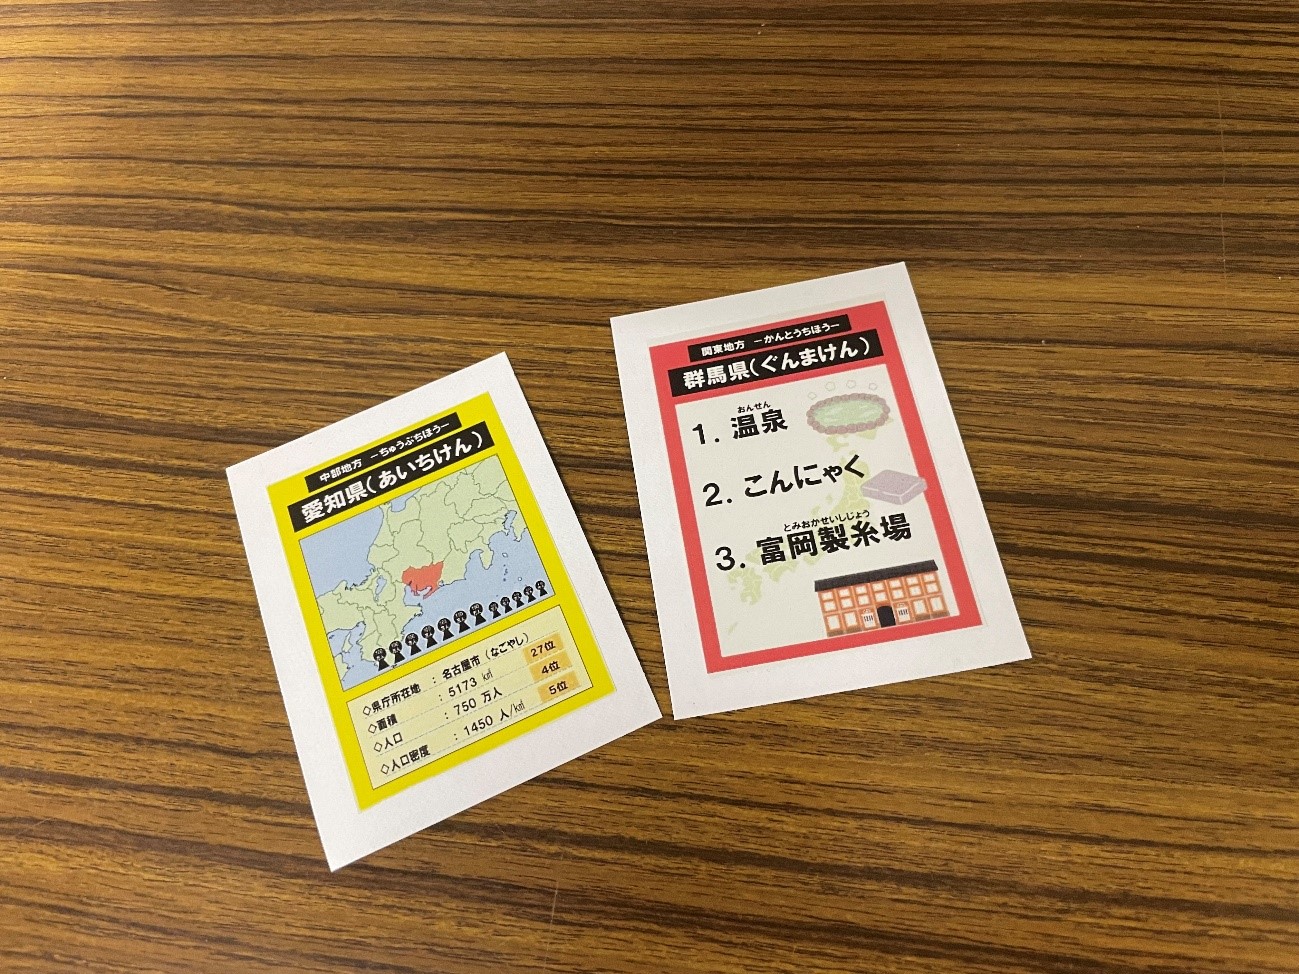 中部地方 －ちゅうぶちほう－
愛知県(あいちけん)
◇県庁所在地 : 名古屋市(なごやし)
◇面積 : 5173 ㎢ 27位
◇人口 : 750 万人 4位
◇人口密度 : 1450 人/㎢ 5位
関東地方 －かんとうちほう－
群馬県(ぐんまけん)
おんせん
1. 温泉
2. こんにゃく
とみおかせいしじょう
3. 富岡製糸場